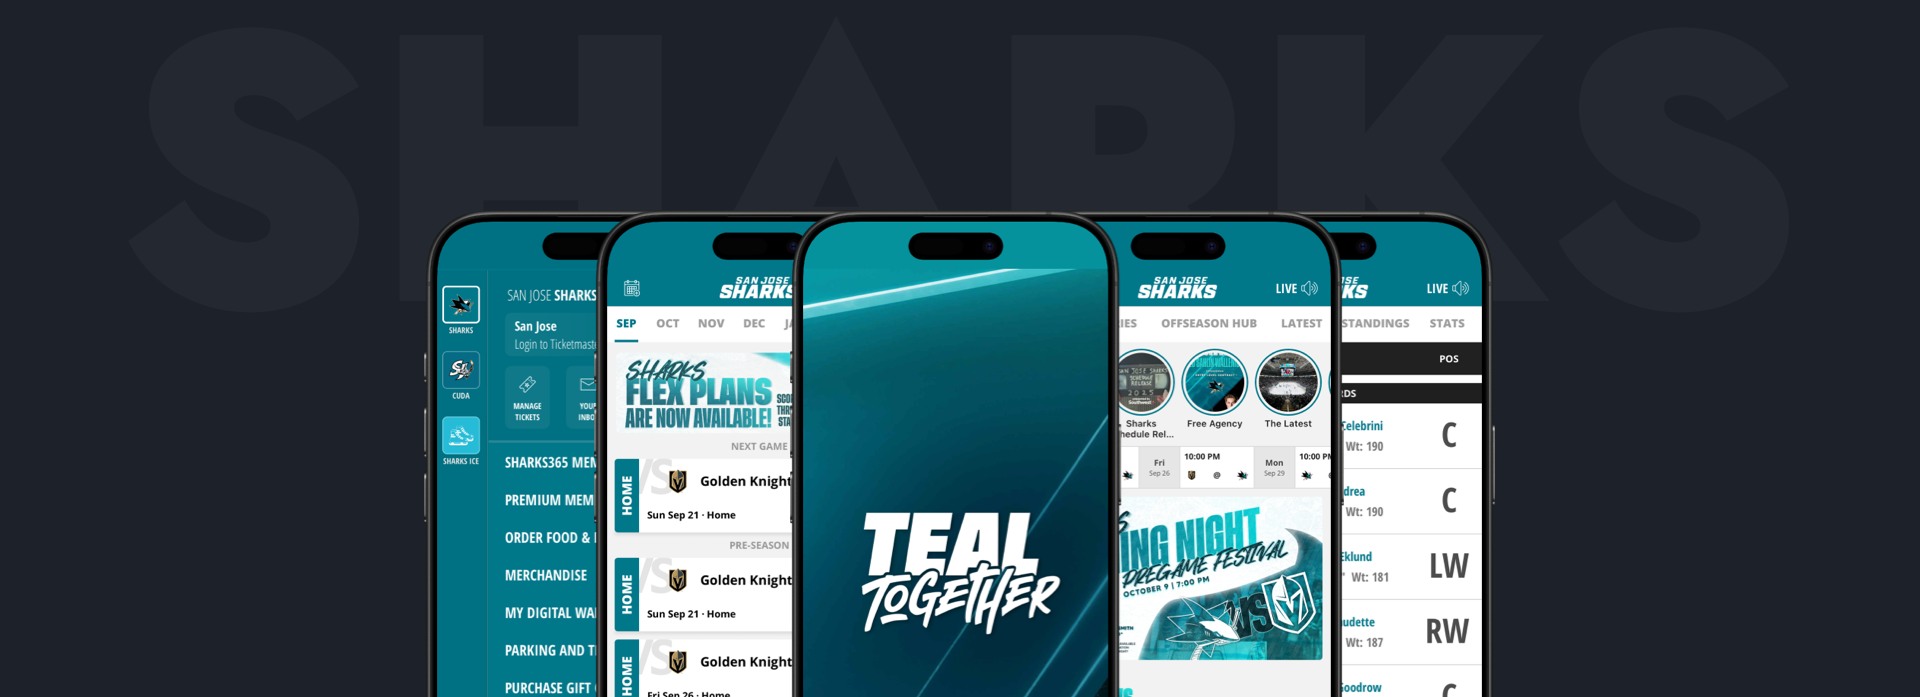 SHARKS
SAN JOSE SHARKS
San Jose
Login to Ticketmast
SHARKS
CUDA
SHARKS ICE
MANAGE
TICKETS
YOUR
INBO
SHARKS365 MEM
PREMIUM MEM
ORDER FOOD &
MERCHANDISE
MY DIGITAL WA
PARKING AND T
PURCHASE GIFT
SAN JOSE
SHARKS
SEP OCT NOV DEC JA
SHARKS
FLEX PLANS
ARE NOW AVAILABLE!
NEXT GAME
HOME
VS
Golden Knight
Sun Sep 21 · Home
PRE-SEASON
HOME
VS
Golden Knight
Sun Sep 21 · Home
HOME
VS
Golden Knight
Fri Sep 26 · Home
TEAL
TOGETHER
SAN JOSE
SHARKS
LIVE
IES OFFSEASON HUB LATEST
Sharks
hedule Rel...
Free Agency
The Latest
Fri
Sep 26
10:00 PM
@
Mon
Sep 29
10:00 PM
ING NIGHT
PREGAME FESTIVAL
OCTOBER 9 | 7:00 PM
VS
JOSE
KS
LIVE
STANDINGS STATS
POS
RDS
Celebrini
Wt: 190
C
drea
Wt: 190
C
Eklund
Wt: 181
LW
udette
Wt: 187
RW
Goodrow
C